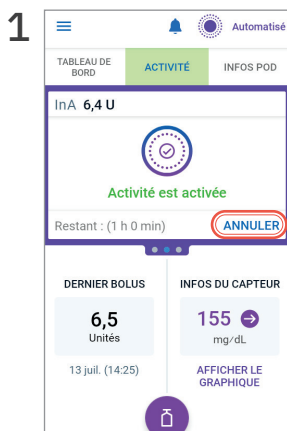 1
Automatisé
TABLEAU DE
BORD
ACTIVITÉ
INFOS POD
InA 6,4 U
Activité est activée
Restant : (1 h 0 min)
ANNULER
DERNIER BOLUS
6,5
Unités
13 juil. (14:25)
INFOS DU CAPTEUR
155
mg/dL
AFFICHER LE
GRAPHIQUE